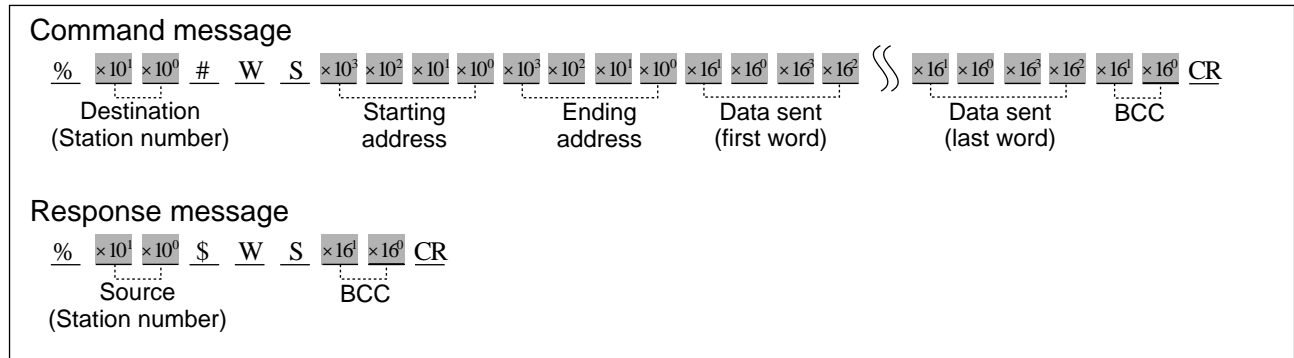 Command message
% ×10¹ ×10⁰ # W S ×10³ ×10² ×10¹ ×10⁰ ×10³ ×10² ×10¹ ×10⁰ ×16¹ ×16⁰ ×16³ ×16² ×16¹ ×16⁰ ×16³ ×16² ×16¹ ×16⁰ CR
Destination Starting Ending Data sent Data sent BCC
(Station number) address address (first word) (last word)
Response message
% ×10¹ ×10⁰ $ W S ×16¹ ×16⁰ CR
Source BCC
(Station number)